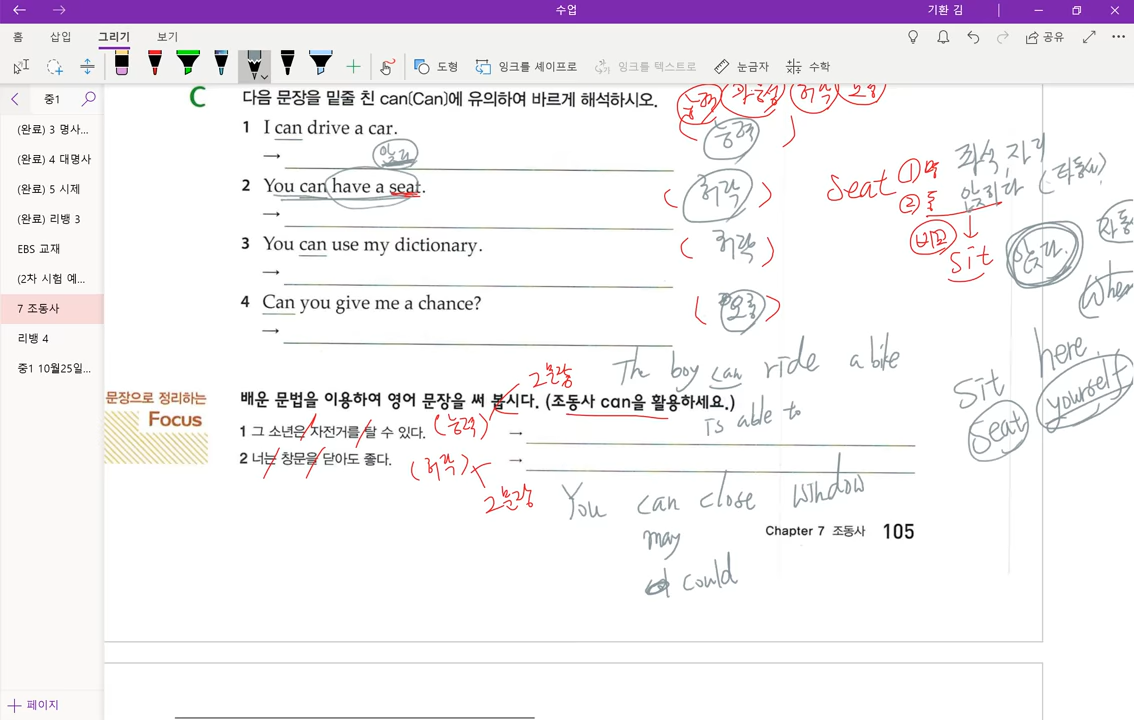 수업
기환 김
홈 삽입 그리기 보기
도형 잉크를 셰이프로 잉크를 텍스트로 눈금자 수학 공유
중1
(완료) 3 명사...
(완료) 4 대명사
(완료) 5 시제
(완료) 리뱅 3
EBS 교재
(2차 시험 예...
7 조동사
리뱅 4
중1 10월25일...
페이지
C 다음 문장을 밑줄 친 can(Can)에 유의하여 바르게 해석하시오.
능력 가능성 허락 요청
1 I can drive a car. (능력)
→
앉다
2 You can have a seat. (허락)
→
3 You can use my dictionary. (허락)
→
4 Can you give me a chance? (요청)
→
Seat ① 명 좌석, 자리
② 동 앉히다 (타동사)
비교 Sit 앉다.
Sit here.
Seat yourself
The boy can ride a bike
is able to
2문장
문장으로 정리하는
Focus
배운 문법을 이용하여 영어 문장을 써 봅시다. (조동사 can을 활용하세요.)
1 그 소년은 자전거를 탈 수 있다. (능력) →
2 너는 창문을 닫아도 좋다. (허락) →
2문장
You can close window
may
could
Chapter 7 조동사 105